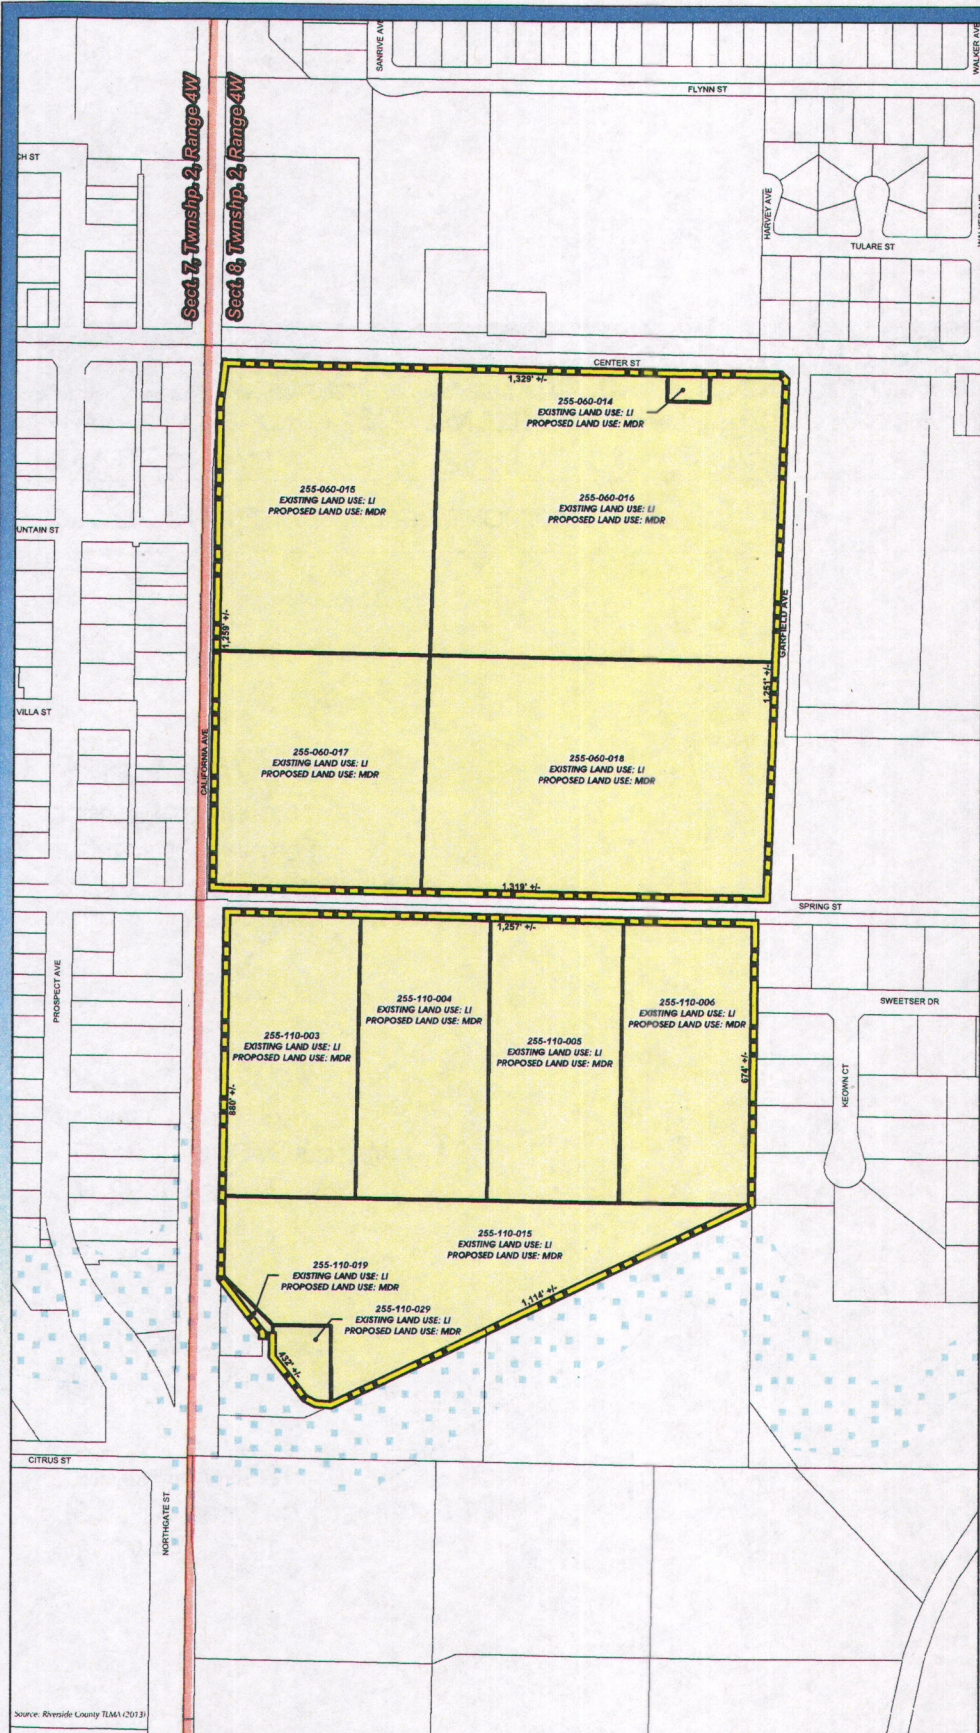 SANRIVE AVE
WALKER AVE
FLYNN ST
Sect. 7, Twnshp. 2, Range 4W
Sect. 8, Twnshp. 2, Range 4W
CH ST
HARVEY AVE
TULARE ST
CENTER ST
1,329' +/-
255-060-014
EXISTING LAND USE: LI
PROPOSED LAND USE: MDR
255-060-015
EXISTING LAND USE: LI
PROPOSED LAND USE: MDR
255-060-016
EXISTING LAND USE: LI
PROPOSED LAND USE: MDR
UNTAIN ST
1,259' +/-
GARFIELD AVE
1,251' +/-
VILLA ST
CALIFORNIA AVE
255-060-017
EXISTING LAND USE: LI
PROPOSED LAND USE: MDR
255-060-018
EXISTING LAND USE: LI
PROPOSED LAND USE: MDR
1,319' +/-
SPRING ST
1,257' +/-
PROSPECT AVE
SWEETSER DR
255-110-003
EXISTING LAND USE: LI
PROPOSED LAND USE: MDR
255-110-004
EXISTING LAND USE: LI
PROPOSED LAND USE: MDR
255-110-005
EXISTING LAND USE: LI
PROPOSED LAND USE: MDR
255-110-006
EXISTING LAND USE: LI
PROPOSED LAND USE: MDR
880' +/-
674' +/-
KEOWN CT
255-110-015
EXISTING LAND USE: LI
PROPOSED LAND USE: MDR
255-110-019
EXISTING LAND USE: LI
PROPOSED LAND USE: MDR
255-110-029
EXISTING LAND USE: LI
PROPOSED LAND USE: MDR
1,114' +/-
432' +/-
CITRUS ST
NORTHGATE ST
Source: Riverside County TLMA (2013)